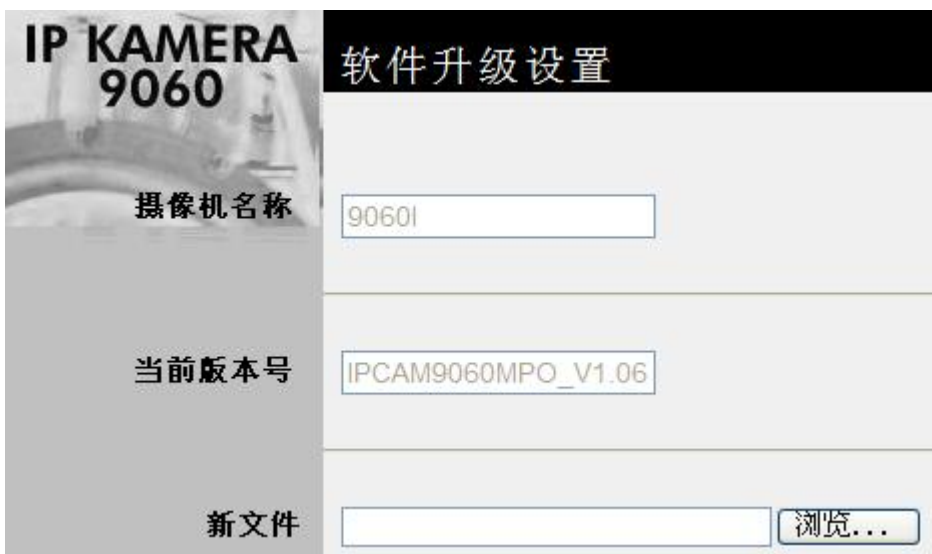 IP KAMERA
9060
软件升级设置
摄像机名称
9060I
当前版本号
IPCAM9060MPO_V1.06
新文件
浏览...